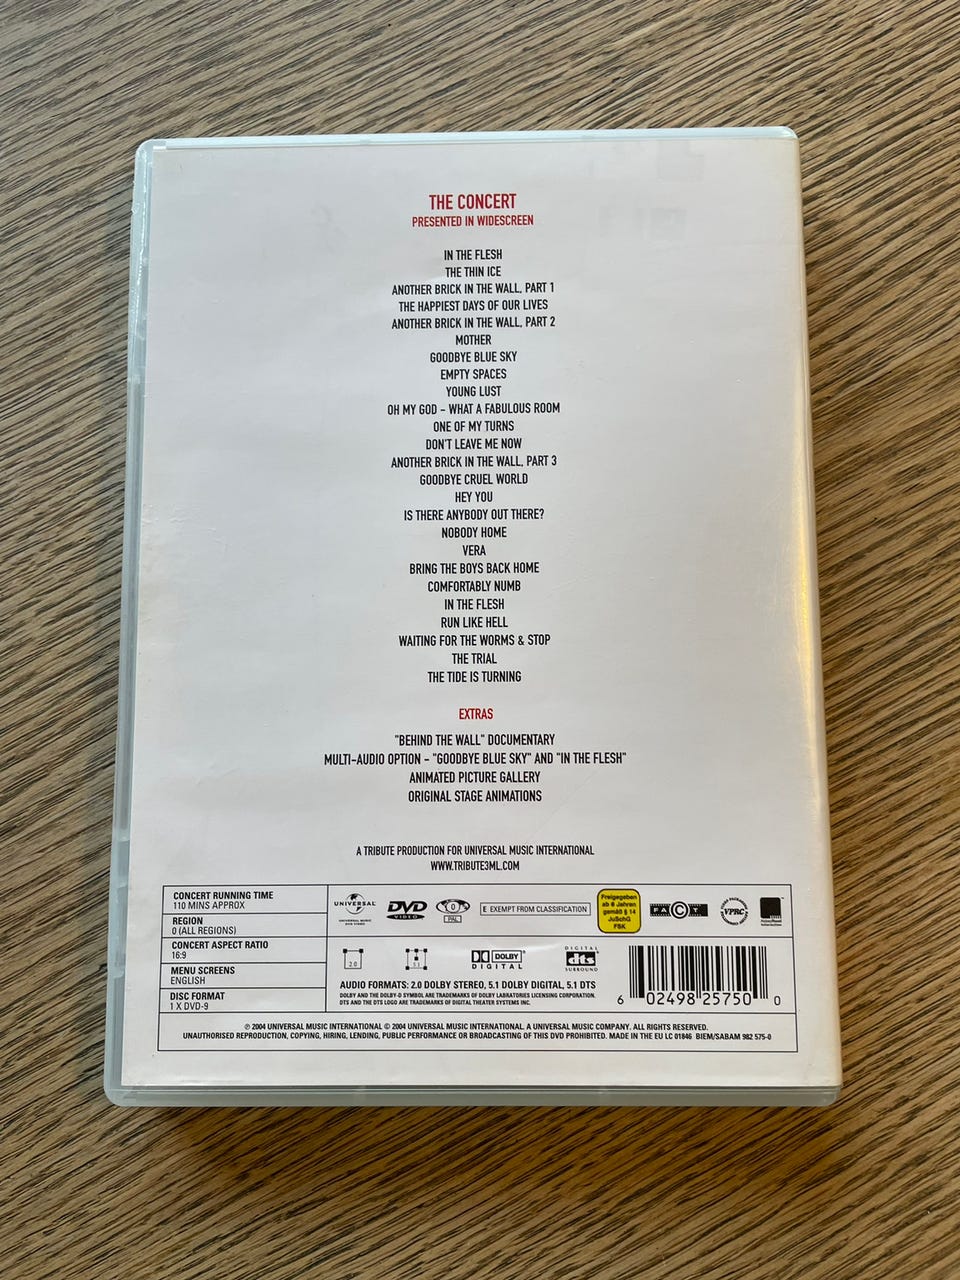 THE CONCERT
PRESENTED IN WIDESCREEN
IN THE FLESH
THE THIN ICE
ANOTHER BRICK IN THE WALL, PART 1
THE HAPPIEST DAYS OF OUR LIVES
ANOTHER BRICK IN THE WALL, PART 2
MOTHER
GOODBYE BLUE SKY
EMPTY SPACES
YOUNG LUST
OH MY GOD - WHAT A FABULOUS ROOM
ONE OF MY TURNS
DON'T LEAVE ME NOW
ANOTHER BRICK IN THE WALL, PART 3
GOODBYE CRUEL WORLD
HEY YOU
IS THERE ANYBODY OUT THERE?
NOBODY HOME
VERA
BRING THE BOYS BACK HOME
COMFORTABLY NUMB
IN THE FLESH
RUN LIKE HELL
WAITING FOR THE WORMS & STOP
THE TRIAL
THE TIDE IS TURNING
EXTRAS
"BEHIND THE WALL" DOCUMENTARY
MULTI-AUDIO OPTION - "GOODBYE BLUE SKY" AND "IN THE FLESH"
ANIMATED PICTURE GALLERY
ORIGINAL STAGE ANIMATIONS
A TRIBUTE PRODUCTION FOR UNIVERSAL MUSIC INTERNATIONAL
WWW.TRIBUTE3ML.COM
CONCERT RUNNING TIME
110 MINS APPROX
REGION
0 (ALL REGIONS)
CONCERT ASPECT RATIO
16:9
MENU SCREENS
ENGLISH
DISC FORMAT
1 X DVD-9
UNIVERSAL
UNIVERSAL MUSIC
DVD VIDEO
DVD
VIDEO
0
PAL
E EXEMPT FROM CLASSIFICATION
Freigegeben
ab 6 Jahren
gemäß § 14
JuSchG
FSK
FACT
VPRC
2.0
5.1
DOLBY
DIGITAL
DIGITAL
dts
SURROUND
AUDIO FORMATS: 2.0 DOLBY STEREO, 5.1 DOLBY DIGITAL, 5.1 DTS
DOLBY AND THE DOLBY-D SYMBOL ARE TRADEMARKS OF DOLBY LABRATORIES LICENSING CORPORATION.
DTS AND THE DTS LOGO ARE TRADEMARKS OF DIGITAL THEATER SYSTEMS INC.
6 02498 25750 0
℗ 2004 UNIVERSAL MUSIC INTERNATIONAL © 2004 UNIVERSAL MUSIC INTERNATIONAL. A UNIVERSAL MUSIC COMPANY. ALL RIGHTS RESERVED.
UNAUTHORISED REPRODUCTION, COPYING, HIRING, LENDING, PUBLIC PERFORMANCE OR BROADCASTING OF THIS DVD PROHIBITED. MADE IN THE EU LC 01846 BIEM/SABAM 982 575-0